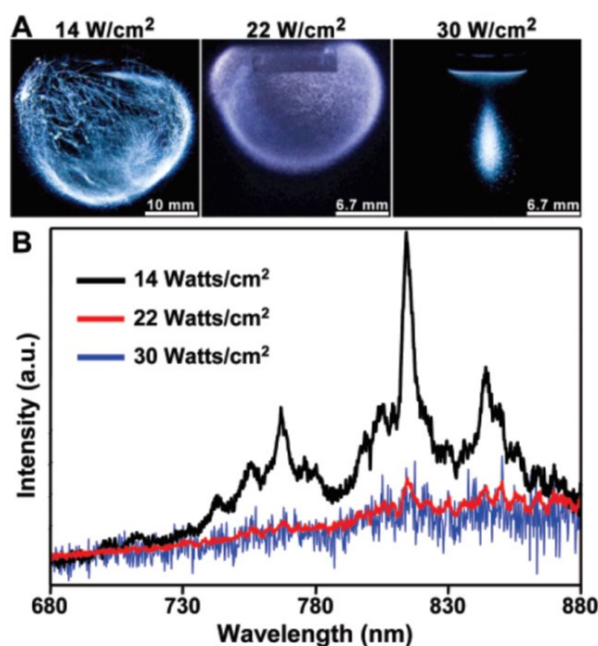 A
14 W/cm² 22 W/cm² 30 W/cm²
10 mm 6.7 mm 6.7 mm
B
14 Watts/cm²
22 Watts/cm²
30 Watts/cm²
Intensity (a.u.)
680 730 780 830 880
Wavelength (nm)